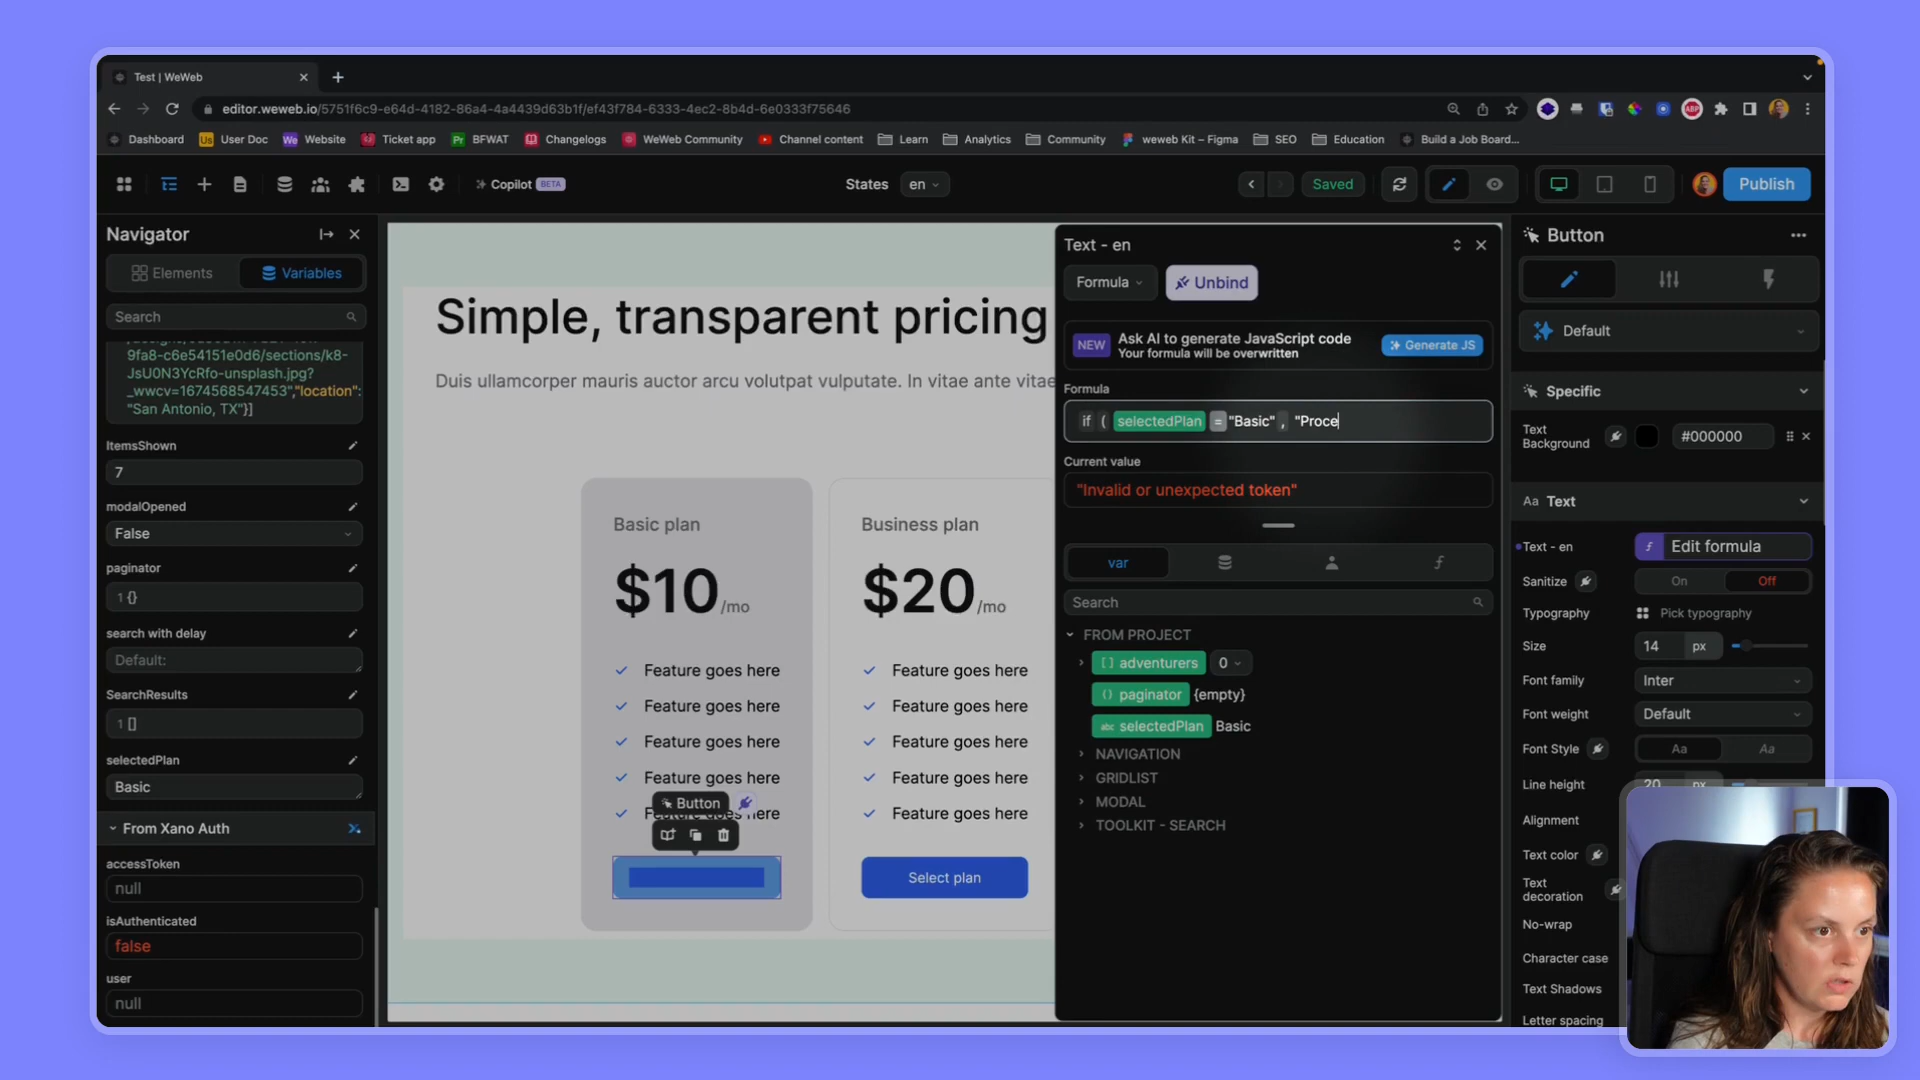 Test | WeWeb
editor.weweb.io/5751f6c9-e64d-4182-86a4-4a4439d63b1f/ef43f784-6333-4ec2-8b4d-6e0333f75646
Dashboard
Us User Doc
We Website
Ticket app
Pr BFWAT
Changelogs
WeWeb Community
Channel content
Learn
Analytics
Community
weweb Kit – Figma
SEO
Education
Build a Job Board...
ABP
Copilot BETA
States
en
Saved
Publish
Navigator
Elements
Variables
Search
9fa8-c6e54151e0d6/sections/k8-
JsU0N3YcRfo-unsplash.jpg?
_wwcv=1674568547453","location":
"San Antonio, TX"}]
ItemsShown
7
modalOpened
False
paginator
1 {}
search with delay
Default:
SearchResults
1 []
selectedPlan
Basic
From Xano Auth
accessToken
null
isAuthenticated
false
user
null
Simple, transparent pricing
Duis ullamcorper mauris auctor arcu volutpat vulputate. In vitae ante vitae
Basic plan
$10 /mo
Feature goes here
Feature goes here
Feature goes here
Feature goes here
Feature goes here
Button
Business plan
$20 /mo
Feature goes here
Feature goes here
Feature goes here
Feature goes here
Feature goes here
Select plan
Text - en
Formula
Unbind
NEW
Ask AI to generate JavaScript code
Your formula will be overwritten
Generate JS
Formula
if ( selectedPlan = "Basic" , "Proce
Current value
"Invalid or unexpected token"
var
Search
FROM PROJECT
[ ] adventurers 0
{} paginator {empty}
abc selectedPlan Basic
NAVIGATION
GRIDLIST
MODAL
TOOLKIT - SEARCH
Button
Default
Specific
Text
Background
#000000
Aa Text
Text - en
Edit formula
Sanitize
On
Off
Typography
Pick typography
Size
14 px
Font family
Inter
Font weight
Default
Font Style
Aa
Aa
Line height
20 px
Alignment
Text color
Text
decoration
No-wrap
Character case
Text Shadows
Letter spacing